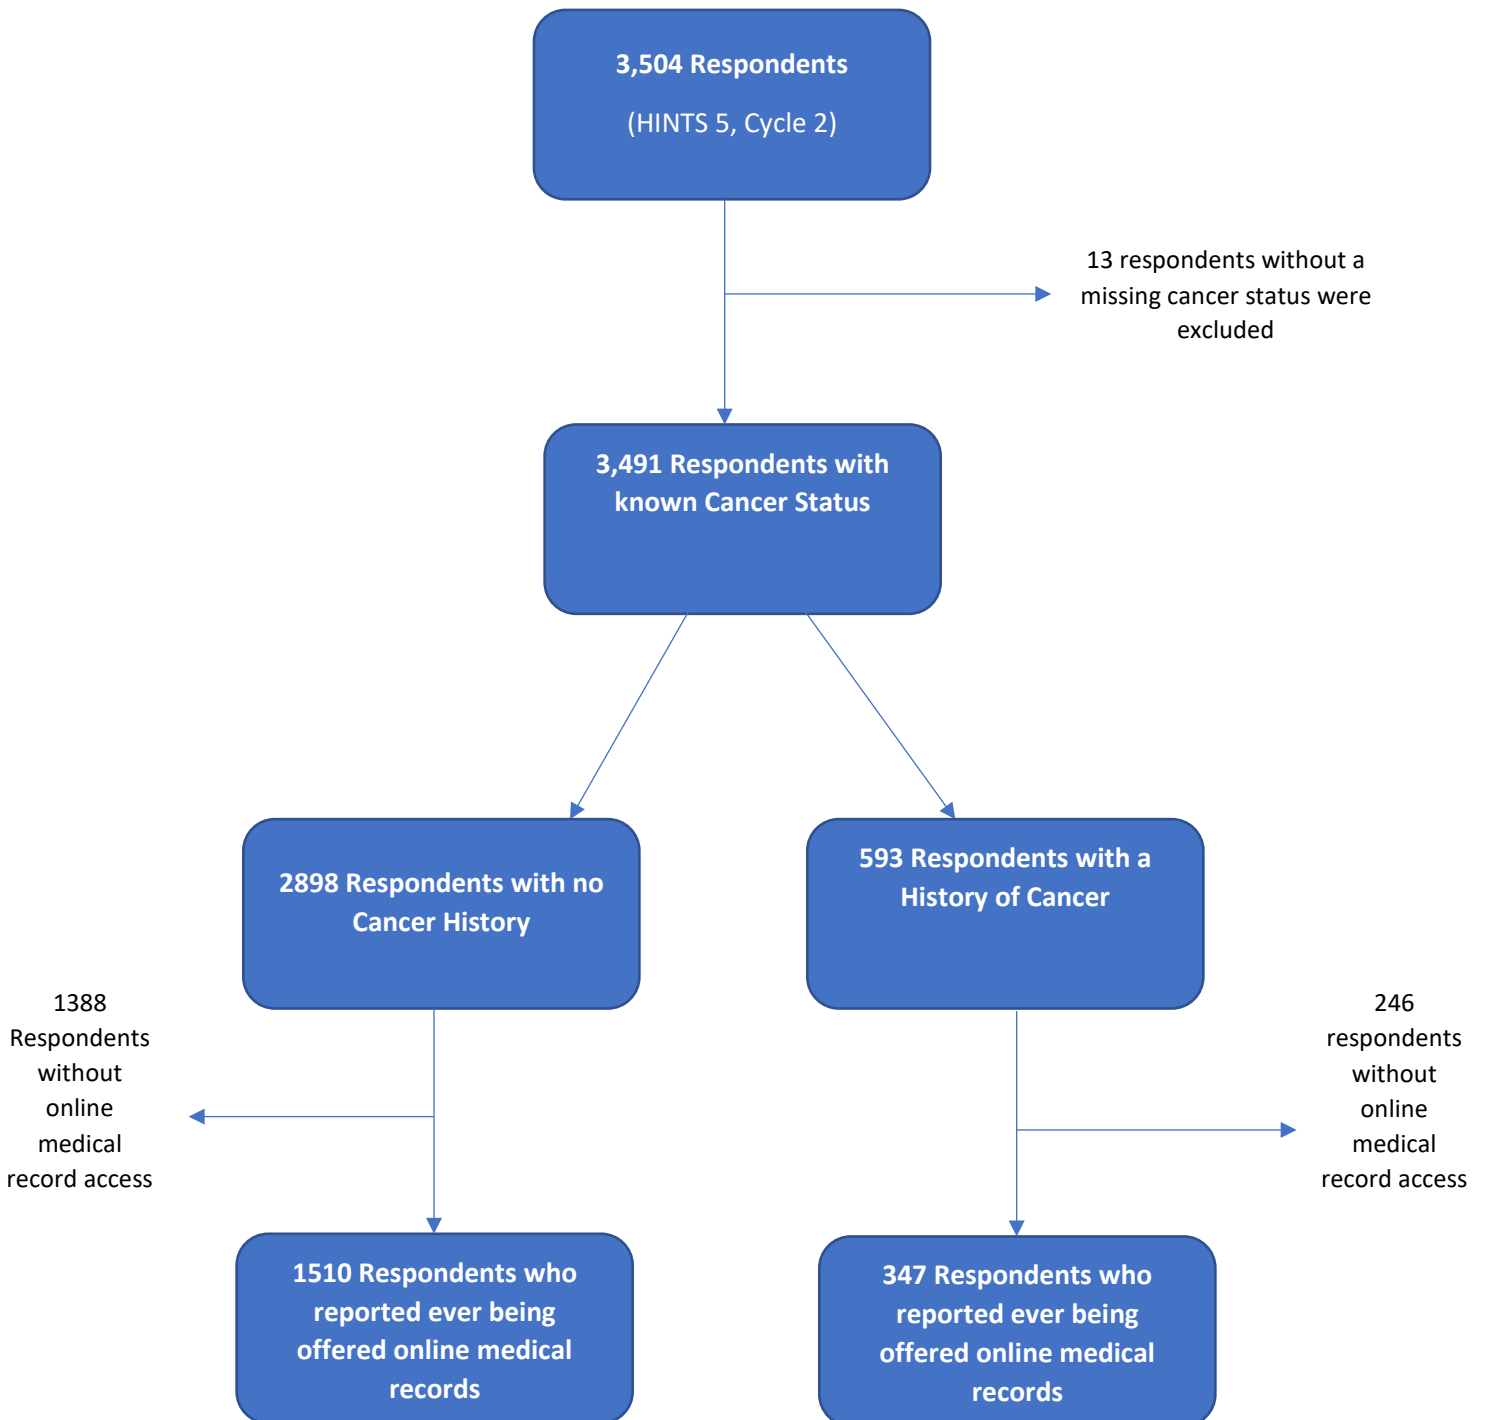 3,504 Respondents
(HINTS 5, Cycle 2)
13 respondents without a
missing cancer status were
excluded
3,491 Respondents with
known Cancer Status
2898 Respondents with no
Cancer History
593 Respondents with a
History of Cancer
1388
Respondents
without
online
medical
record access
246
respondents
without
online
medical
record access
1510 Respondents who
reported ever being
offered online medical
records
347 Respondents who
reported ever being
offered online medical
records